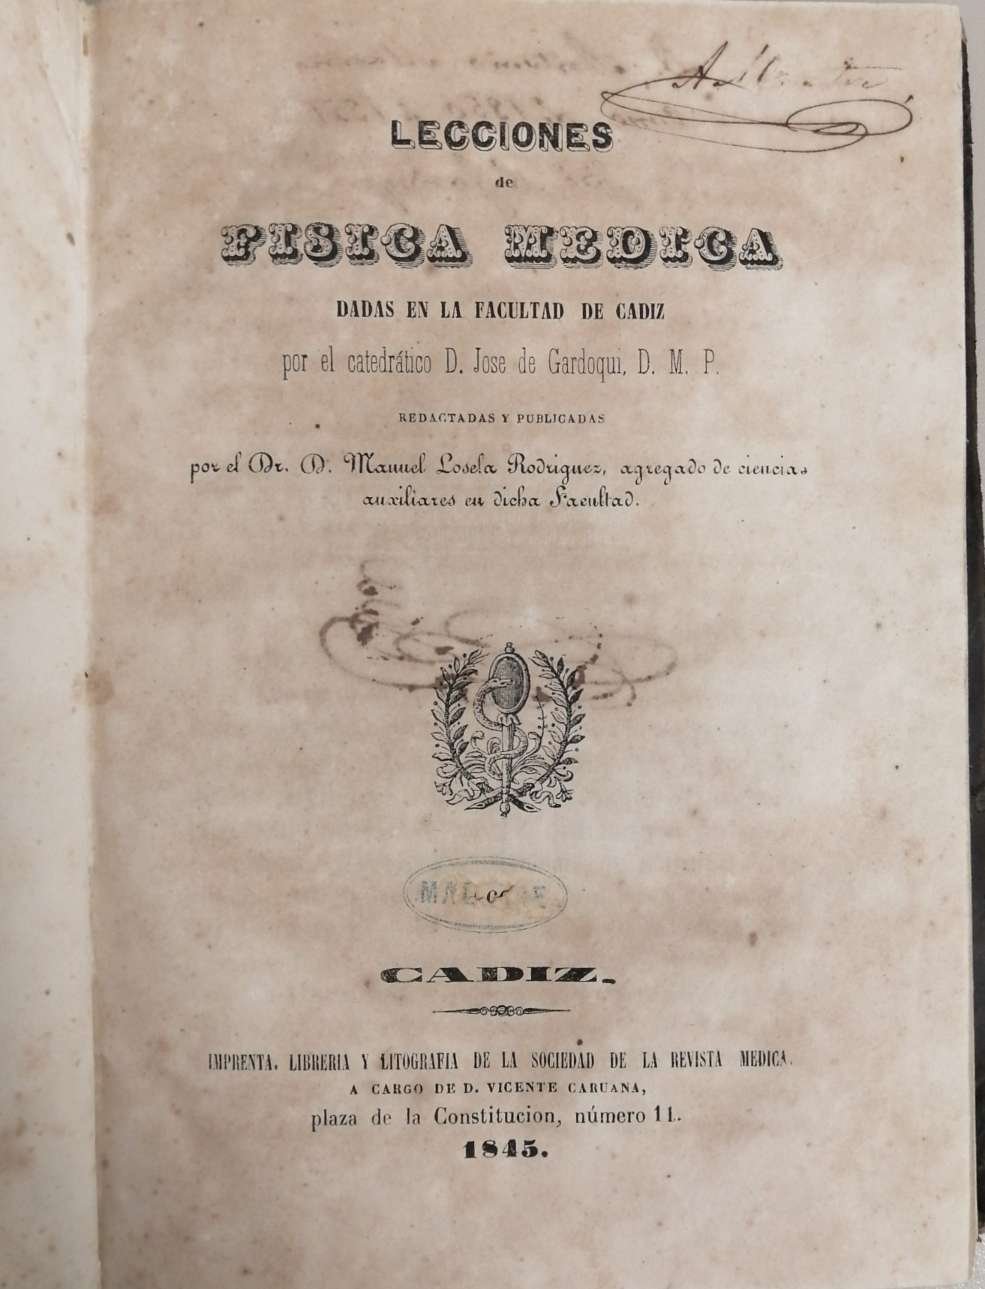 LECCIONES
de
FISICA MEDICA
DADAS EN LA FACULTAD DE CADIZ
por el catedrático D. Jose de Gardoqui, D. M. P.
REDACTADAS Y PUBLICADAS
por el Dr. D. Manuel Losela Rodriguez, agregado de ciencias
auxiliares en dicha Facultad.
CADIZ.
IMPRENTA, LIBRERIA Y LITOGRAFIA DE LA SOCIEDAD DE LA REVISTA MEDICA,
A CARGO DE D. VICENTE CARUANA,
plaza de la Constitucion, número 11.
1845.